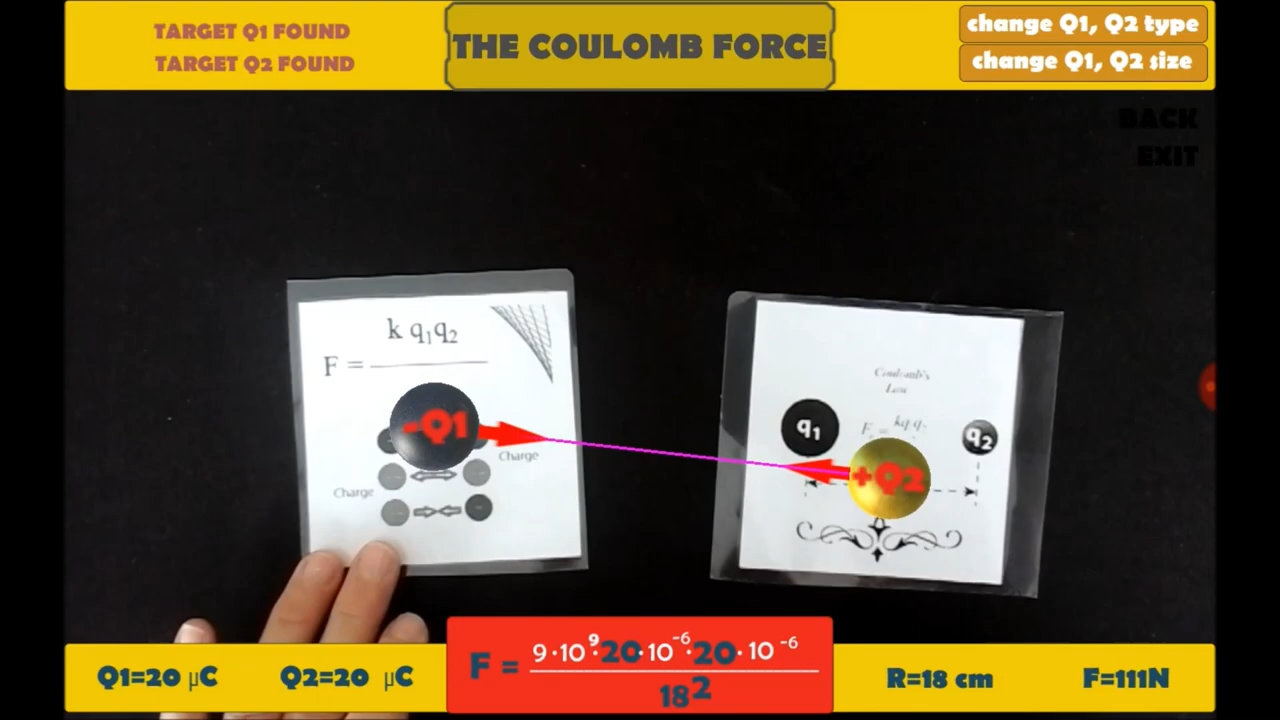 TARGET Q1 FOUND
TARGET Q2 FOUND
THE COULOMB FORCE
change Q1, Q2 type
change Q1, Q2 size
BACK
EXIT
k q₁q₂
F =
-Q1
Charge
Charge
Coulomb's
Law
q₁
F = kq₁q₂
q₂
+Q2
Q1=20 μC
Q2=20 μC
F = 9·10⁹·20·10⁻⁶·20·10⁻⁶
18²
R=18 cm
F=111N